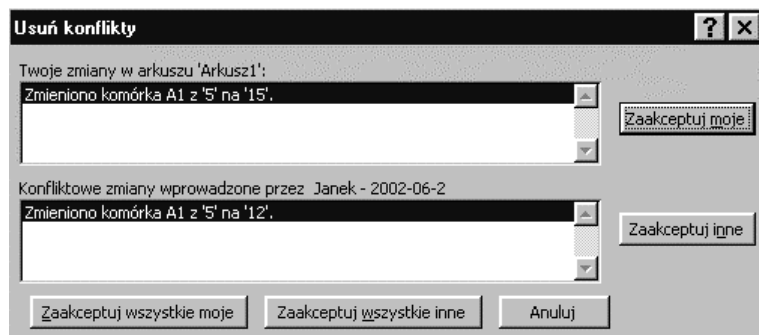 Usuń konflikty
Twoje zmiany w arkuszu 'Arkusz1':
Zmieniono komórka A1 z '5' na '15'.
Zaakceptuj moje
Konfliktowe zmiany wprowadzone przez Janek - 2002-06-2
Zmieniono komórka A1 z '5' na '12'.
Zaakceptuj inne
Zaakceptuj wszystkie moje Zaakceptuj wszystkie inne Anuluj